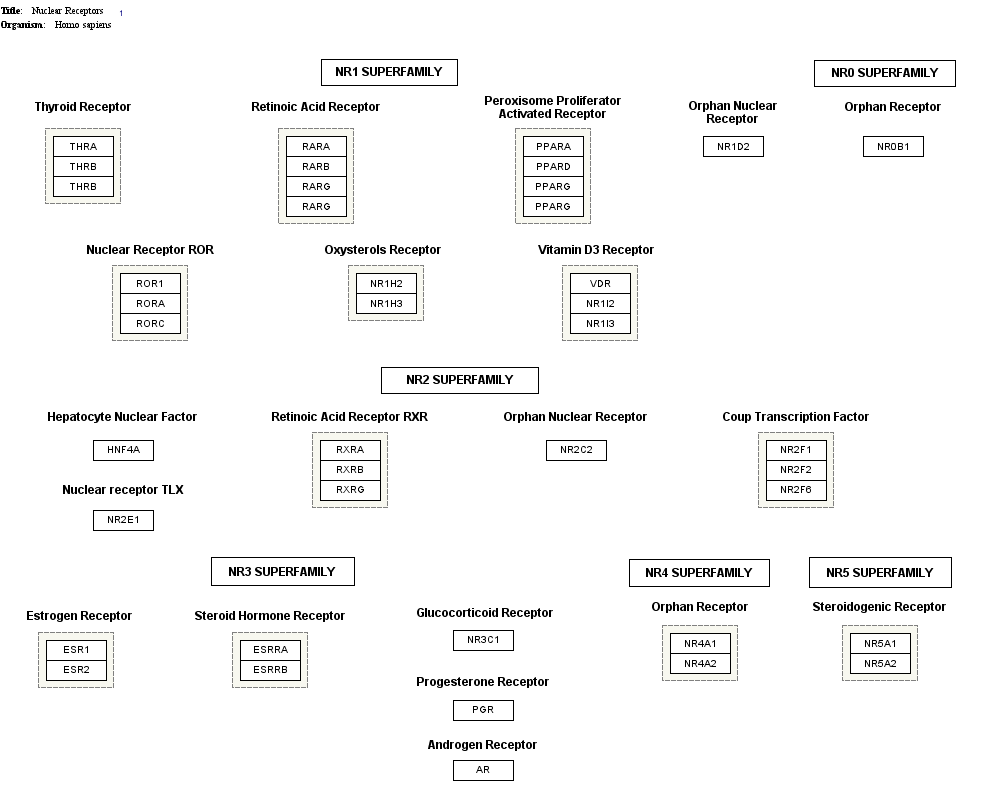 Title: Nuclear Receptors 1
Organism: Homo sapiens
NR1 SUPERFAMILY
NR0 SUPERFAMILY
Thyroid Receptor
THRA
THRB
THRB
Retinoic Acid Receptor
RARA
RARB
RARG
RARG
Peroxisome Proliferator
Activated Receptor
PPARA
PPARD
PPARG
PPARG
Orphan Nuclear
Receptor
NR1D2
Orphan Receptor
NR0B1
Nuclear Receptor ROR
ROR1
RORA
RORC
Oxysterols Receptor
NR1H2
NR1H3
Vitamin D3 Receptor
VDR
NR1I2
NR1I3
NR2 SUPERFAMILY
Hepatocyte Nuclear Factor
HNF4A
Nuclear receptor TLX
NR2E1
Retinoic Acid Receptor RXR
RXRA
RXRB
RXRG
Orphan Nuclear Receptor
NR2C2
Coup Transcription Factor
NR2F1
NR2F2
NR2F6
NR3 SUPERFAMILY
Estrogen Receptor
ESR1
ESR2
Steroid Hormone Receptor
ESRRA
ESRRB
Glucocorticoid Receptor
NR3C1
Progesterone Receptor
PGR
Androgen Receptor
AR
NR4 SUPERFAMILY
Orphan Receptor
NR4A1
NR4A2
NR5 SUPERFAMILY
Steroidogenic Receptor
NR5A1
NR5A2